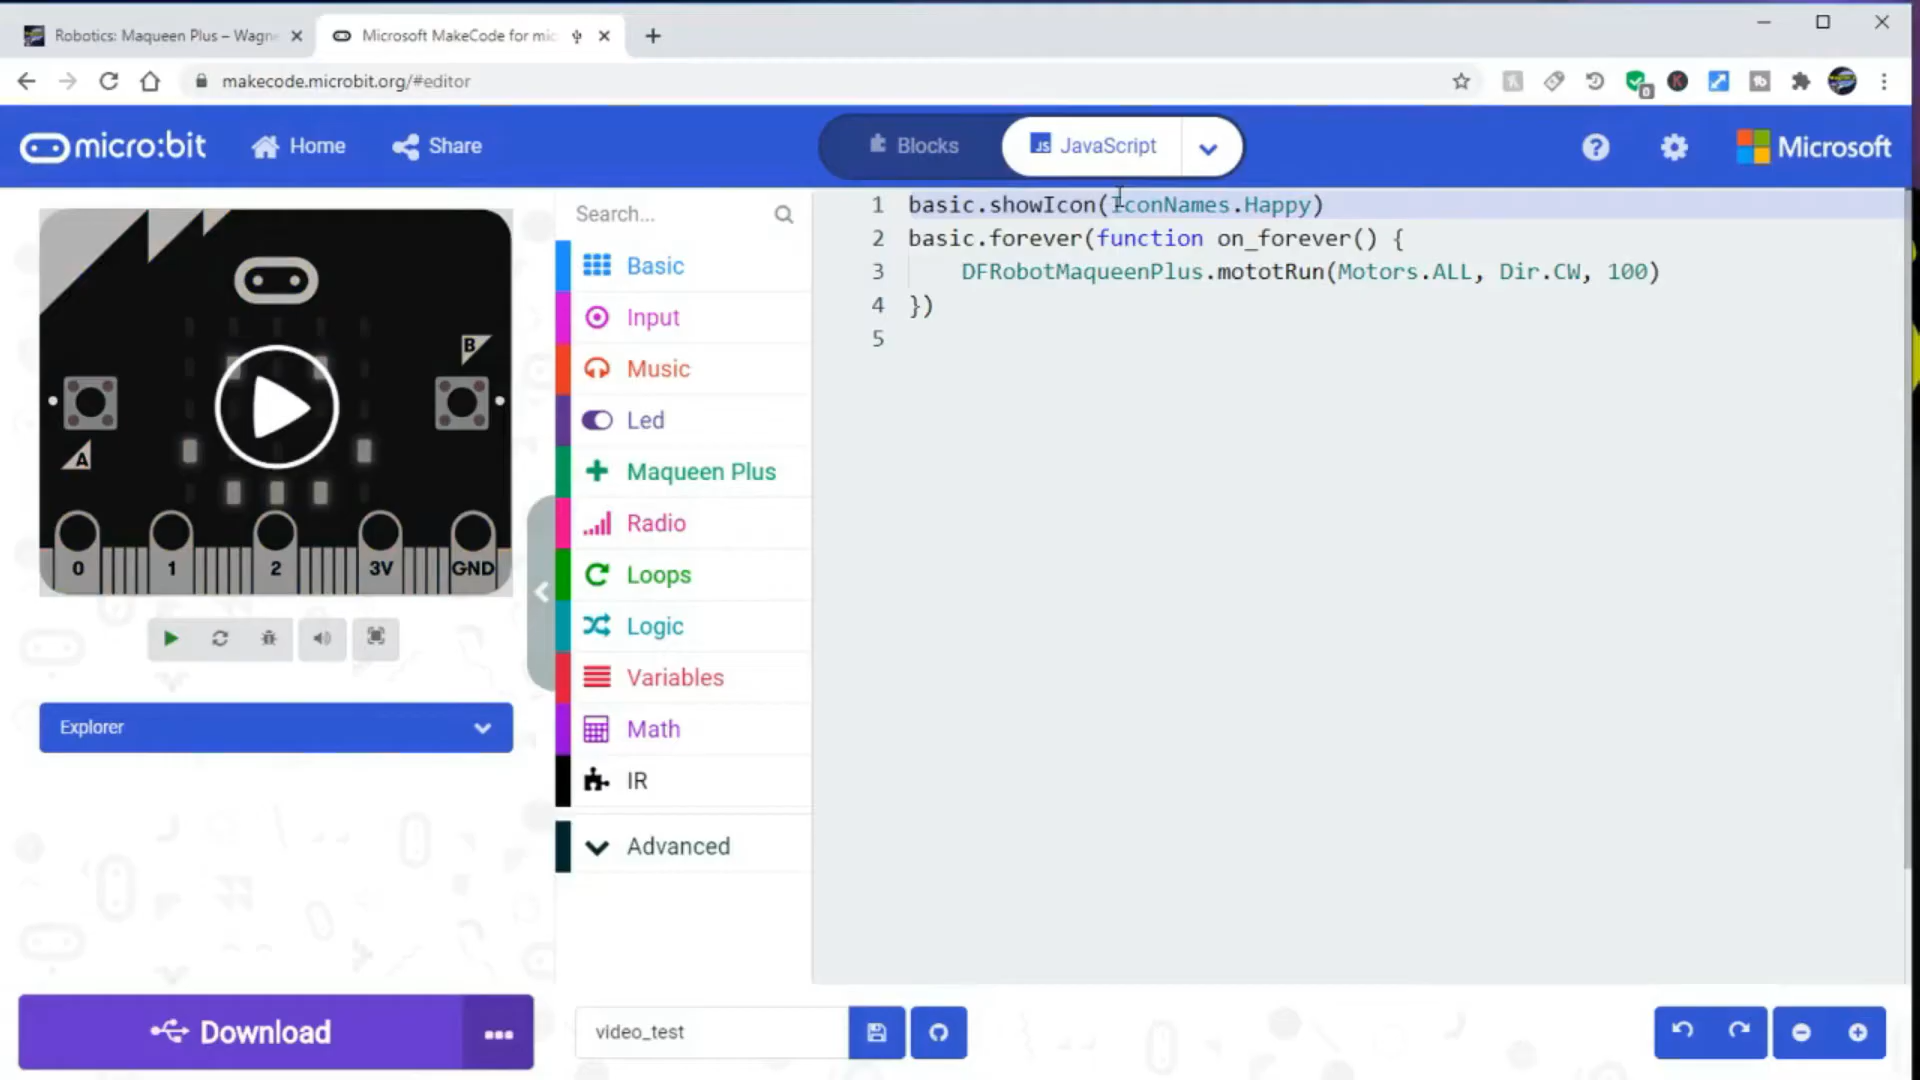 Robotics: Maqueen Plus – Wagne
Microsoft MakeCode for mic
makecode.microbit.org/#editor
0
micro:bit
Home
Share
Blocks
JS JavaScript
Microsoft
Search...
Basic
Input
Music
Led
Maqueen Plus
Radio
Loops
Logic
Variables
Math
IR
Advanced
1 basic.showIcon(IconNames.Happy)
2 basic.forever(function on_forever() {
3 DFRobotMaqueenPlus.mototRun(Motors.ALL, Dir.CW, 100)
4 })
5
B
A
0 1 2 3V GND
Explorer
Download
video_test